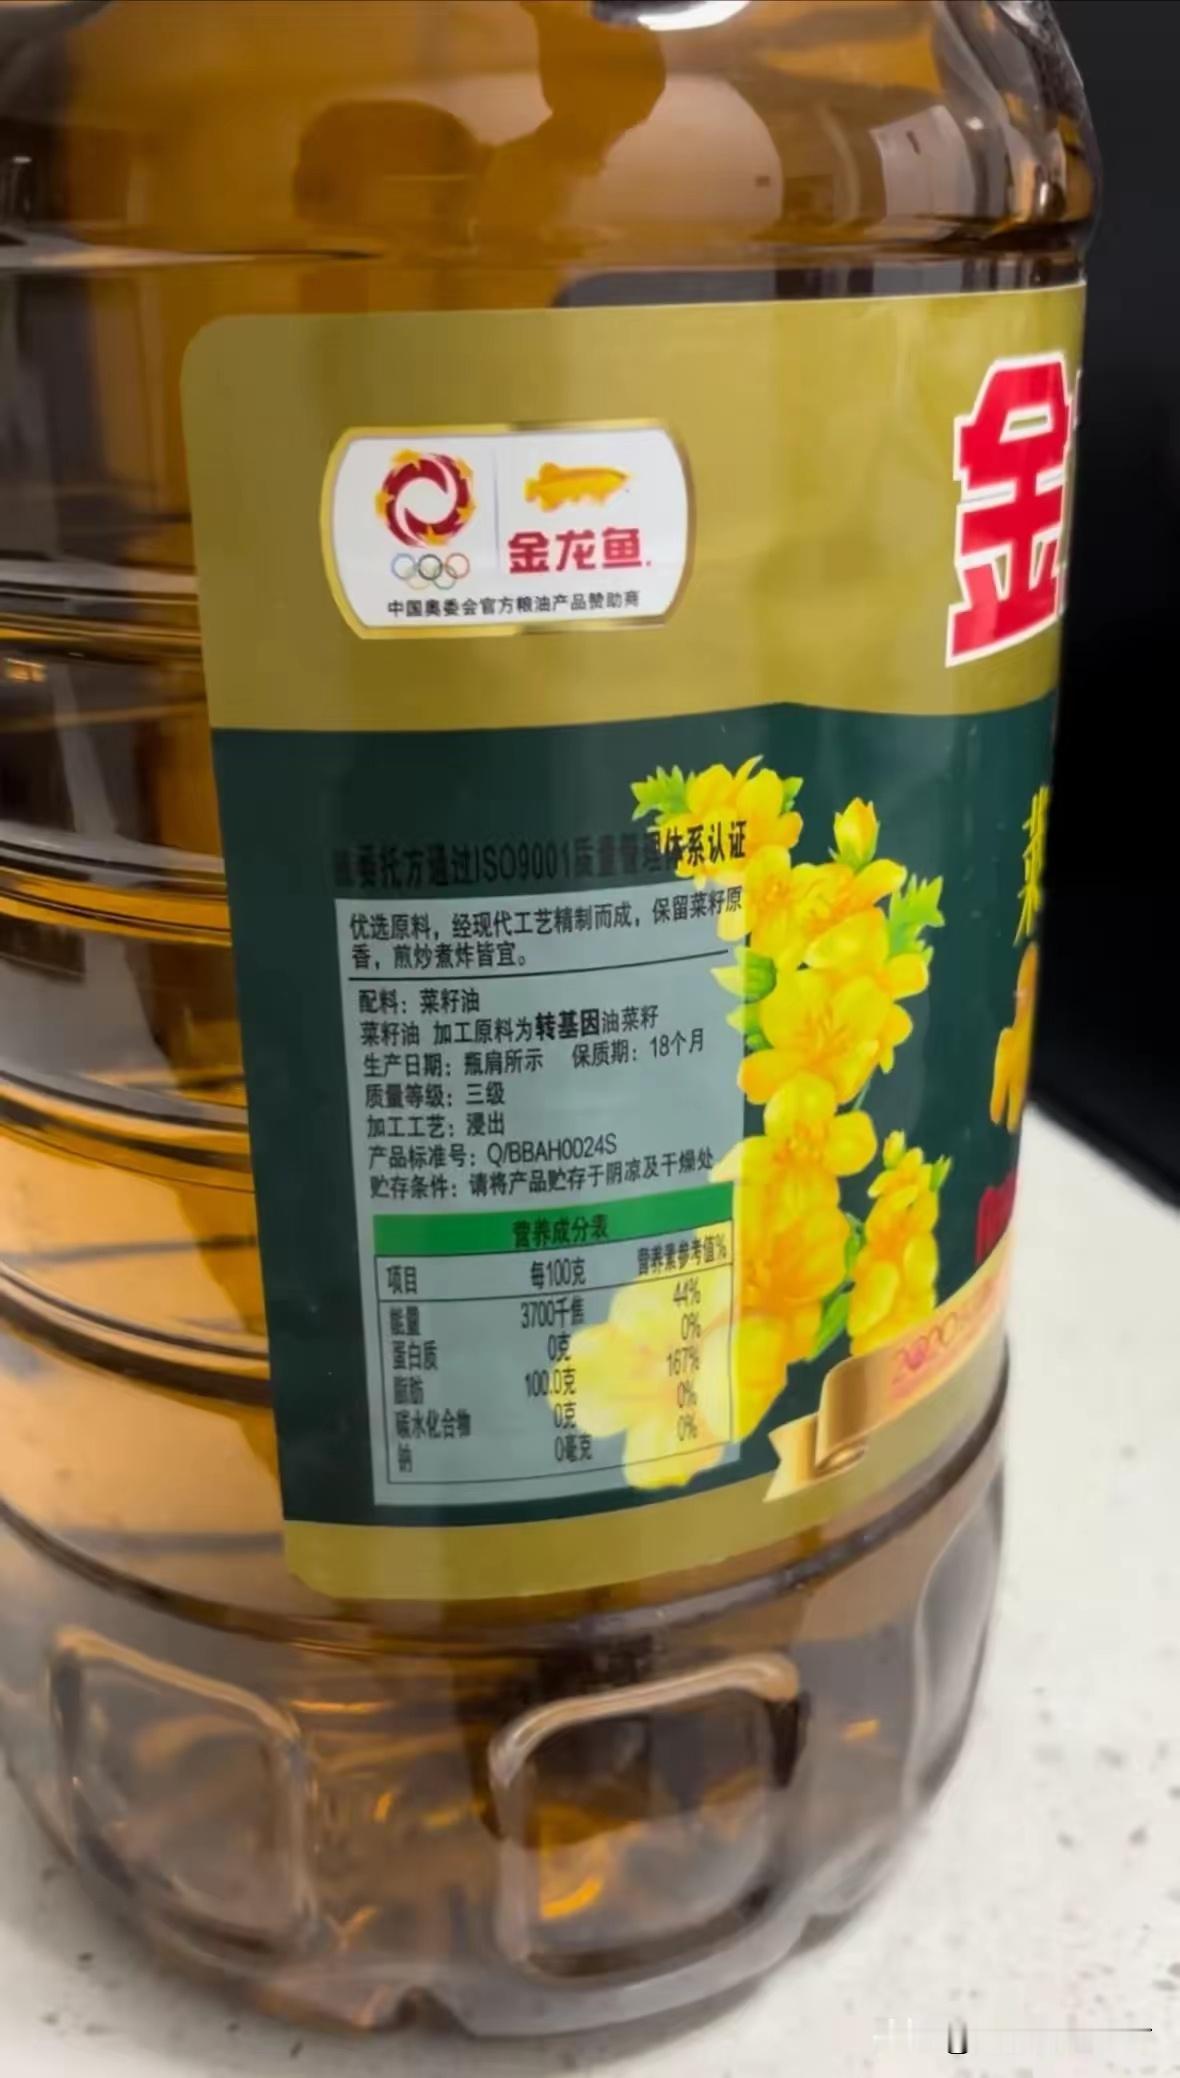 金龙鱼
中国奥委会官方粮油产品赞助商
金
被委托方通过ISO9001质量管理体系认证
优选原料，经现代工艺精制而成，保留菜籽原
香，煎炒煮炸皆宜。
配料：菜籽油
菜籽油 加工原料为转基因油菜籽
生产日期：瓶肩所示 保质期：18个月
质量等级：三级
加工工艺：浸出
产品标准号：Q/BBAH0024S
贮存条件：请将产品贮存于阴凉及干燥处
营养成分表
项目 每100克 营养素参考值%
能量 3700千焦 44%
蛋白质 0克 0%
脂肪 100.0克 167%
碳水化合物 0克 0%
钠 0毫克 0%